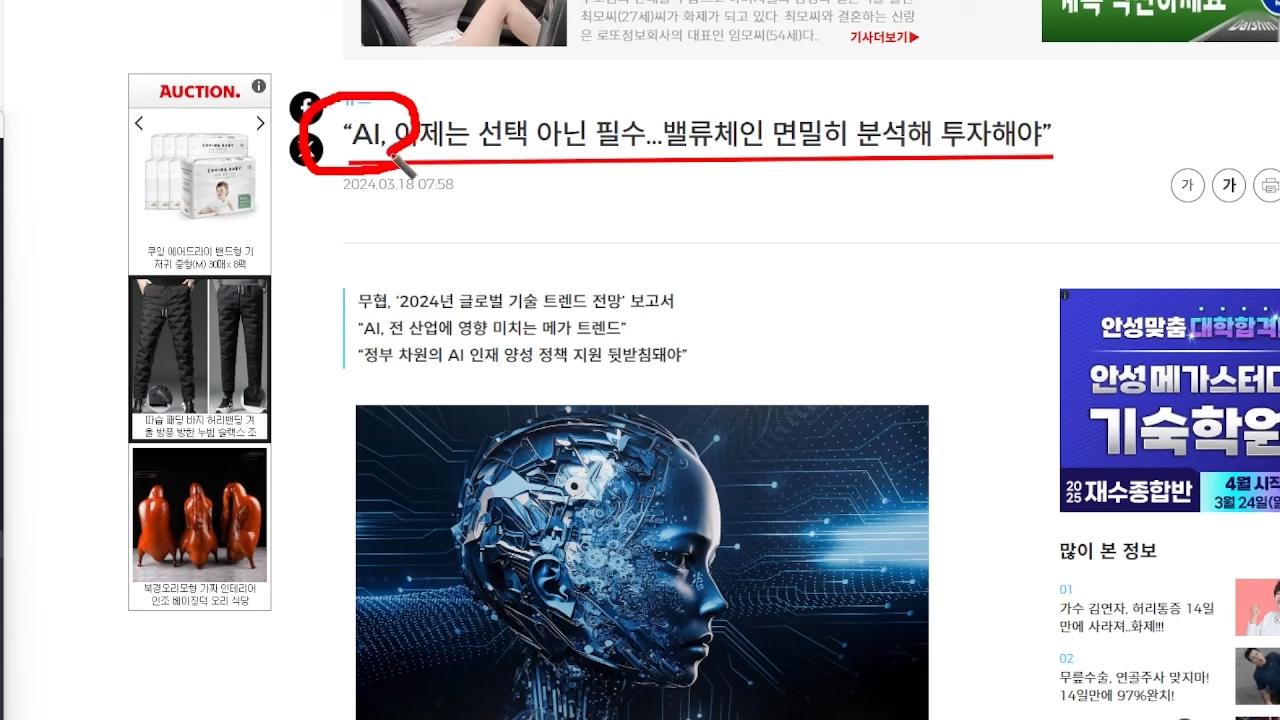 최모씨(27세)씨가 화제가 되고 있다. 최모와 결혼하는 신랑
은 로또정보회사의 대표인 임모씨(54세)다..
기사더보기▶
AUCTION.
“AI, 이제는 선택 아닌 필수…밸류체인 면밀히 분석해 투자해야”
2024.03.18 07:58
가 가
쿠잉 에어드라이 밴드형 기
저귀 중형(M) 30매x 8팩
무협, ‘2024년 글로벌 기술 트렌드 전망’ 보고서
“AI, 전 산업에 영향 미치는 메가 트렌드”
“정부 차원의 AI 인재 양성 정책 지원 뒷받침돼야”
따습 패딩 바지 허리밴딩 겨
울 방풍 방한 누빔 슬랙스 조
북경오리모형 가짜 인테리어
인조 베이징덕 오리 식당
안성맞춤 대학합격
안성메가스터디
기숙학원
2025 재수종합반
4월 시작
3월 24일(일
많이 본 정보
01
가수 김연자, 허리통증 14일
만에 사라져..화제!!!
02
무릎수술, 연골주사 맞지마!
14일만에 97%완치!